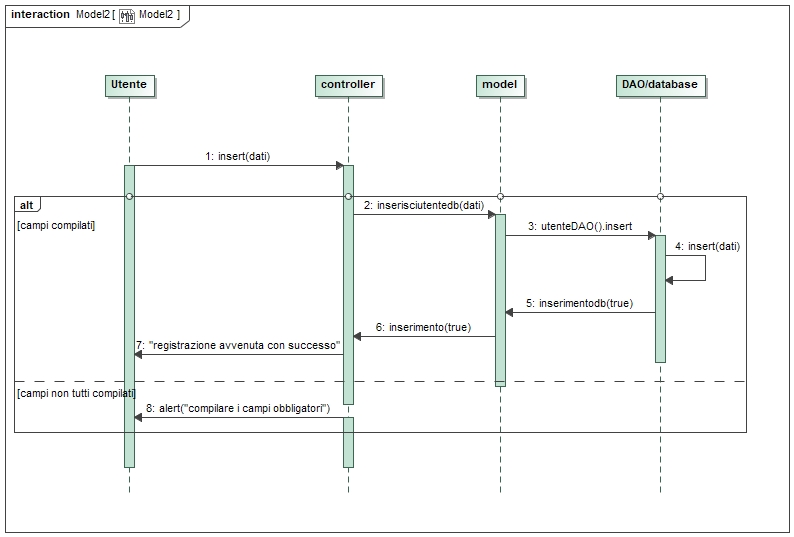 interaction Model2 [ Model2 ]
Utente
controller
model
DAO/database
1: insert(dati)
alt
[campi compilati]
2: inserisciutentedb(dati)
3: utenteDAO().insert
4: insert(dati)
5: inserimentodb(true)
6: inserimento(true)
7: "registrazione avvenuta con successo"
[campi non tutti compilati]
8: alert("compilare i campi obbligatori")